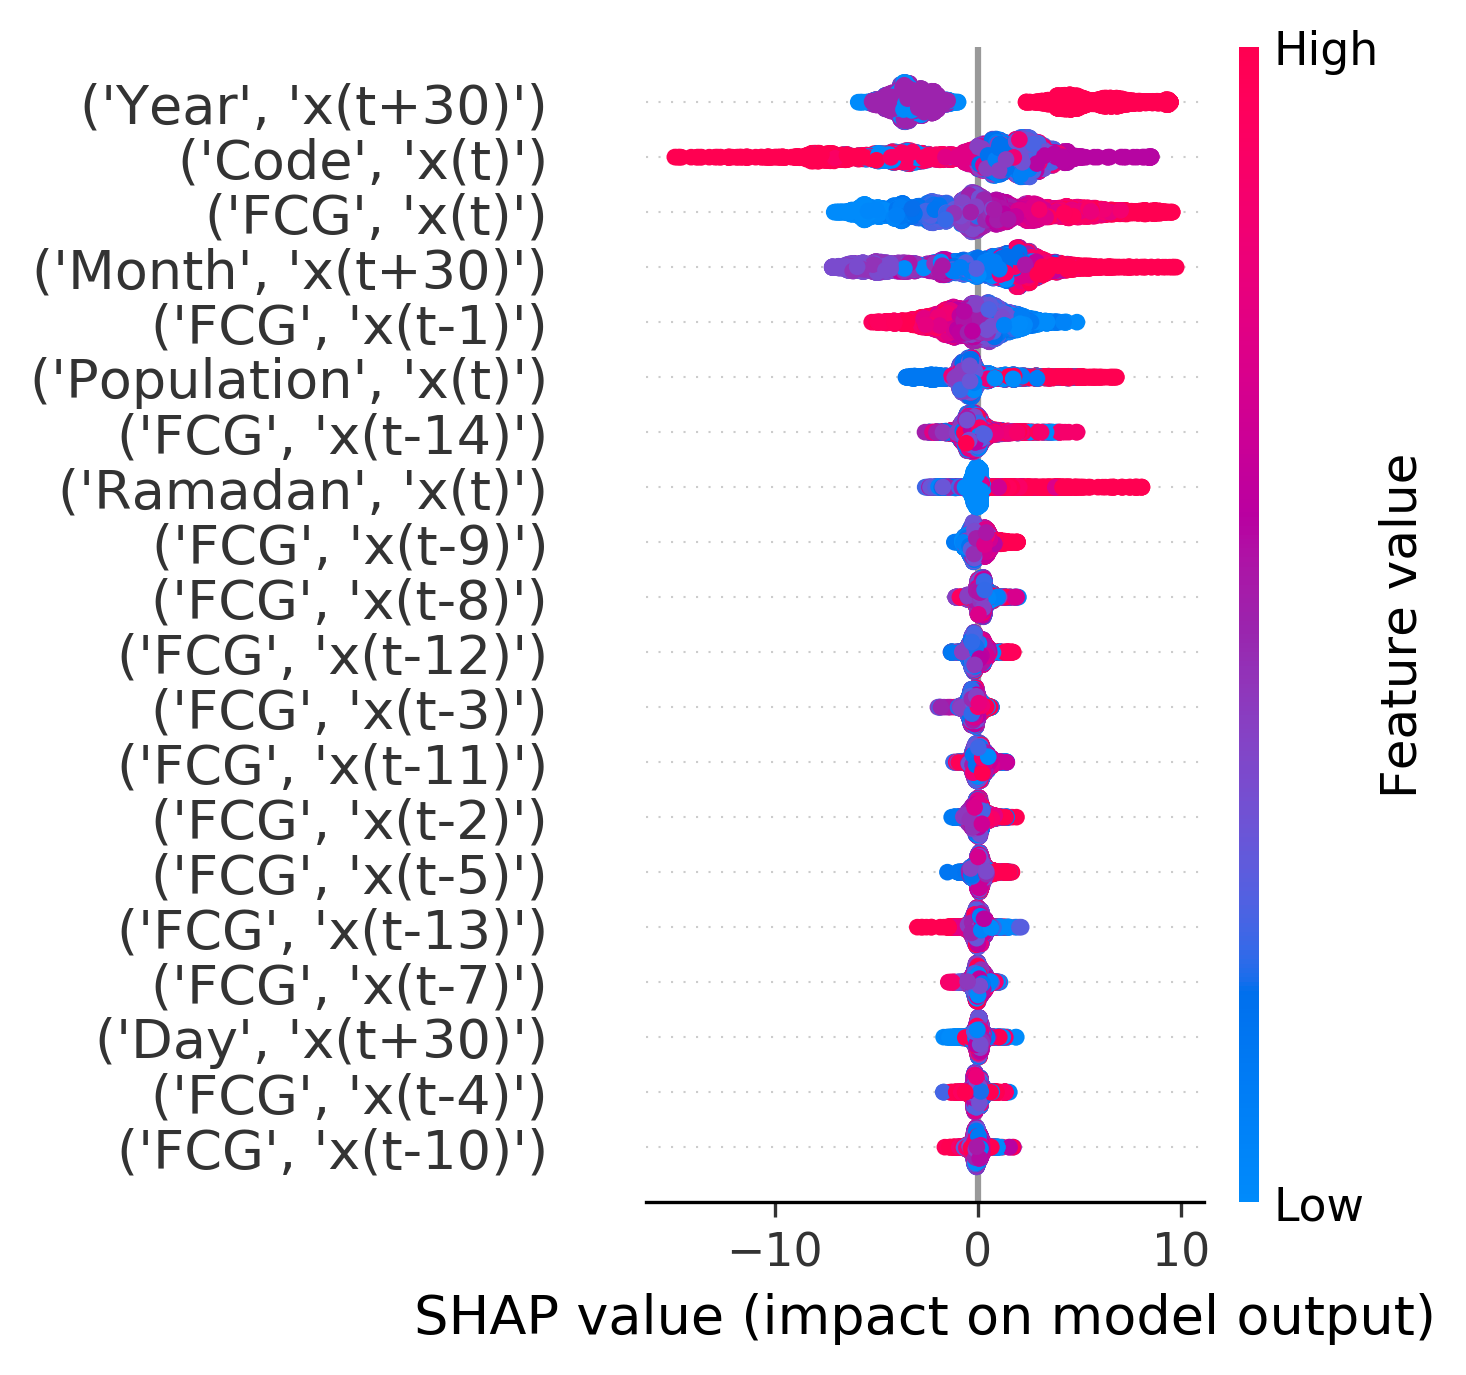 High
('Year', 'x(t+30)')
('Code', 'x(t)')
('FCG', 'x(t)')
('Month', 'x(t+30)')
('FCG', 'x(t-1)')
('Population', 'x(t)')
('FCG', 'x(t-14)')
('Ramadan', 'x(t)')
('FCG', 'x(t-9)')
('FCG', 'x(t-8)')
('FCG', 'x(t-12)')
('FCG', 'x(t-3)')
('FCG', 'x(t-11)')
('FCG', 'x(t-2)')
('FCG', 'x(t-5)')
('FCG', 'x(t-13)')
('FCG', 'x(t-7)')
('Day', 'x(t+30)')
('FCG', 'x(t-4)')
('FCG', 'x(t-10)')
Feature value
Low
−10 0 10
SHAP value (impact on model output)